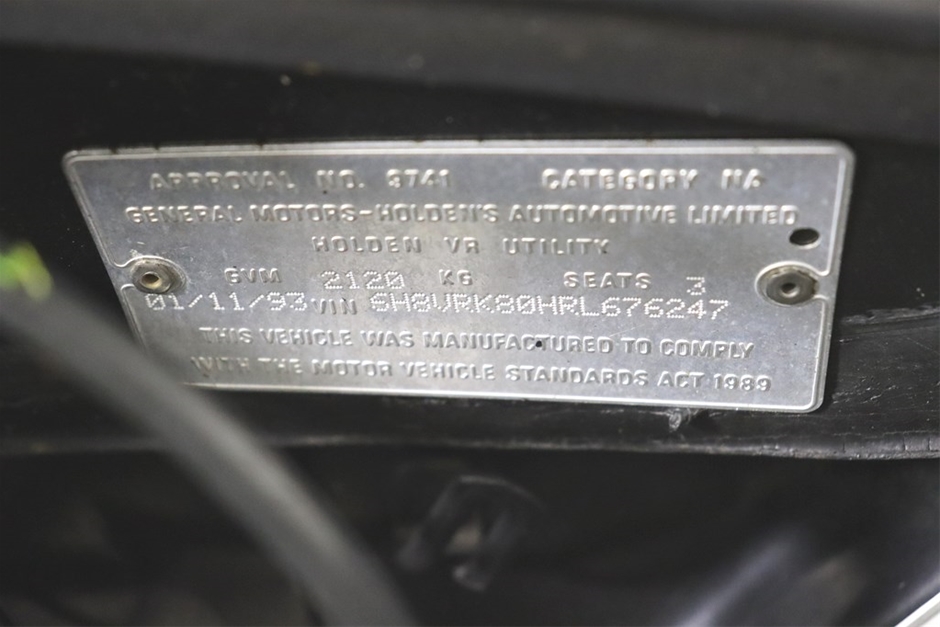 APPROVAL NO. 3741 CATEGORY NA
GENERAL MOTORS-HOLDEN'S AUTOMOTIVE LIMITED
HOLDEN VR UTILITY
GVM 2120 KG SEATS 3
01/11/93 VIN 6H8VRK80HRL676247
THIS VEHICLE WAS MANUFACTURED TO COMPLY
WITH THE MOTOR VEHICLE STANDARDS ACT 1989